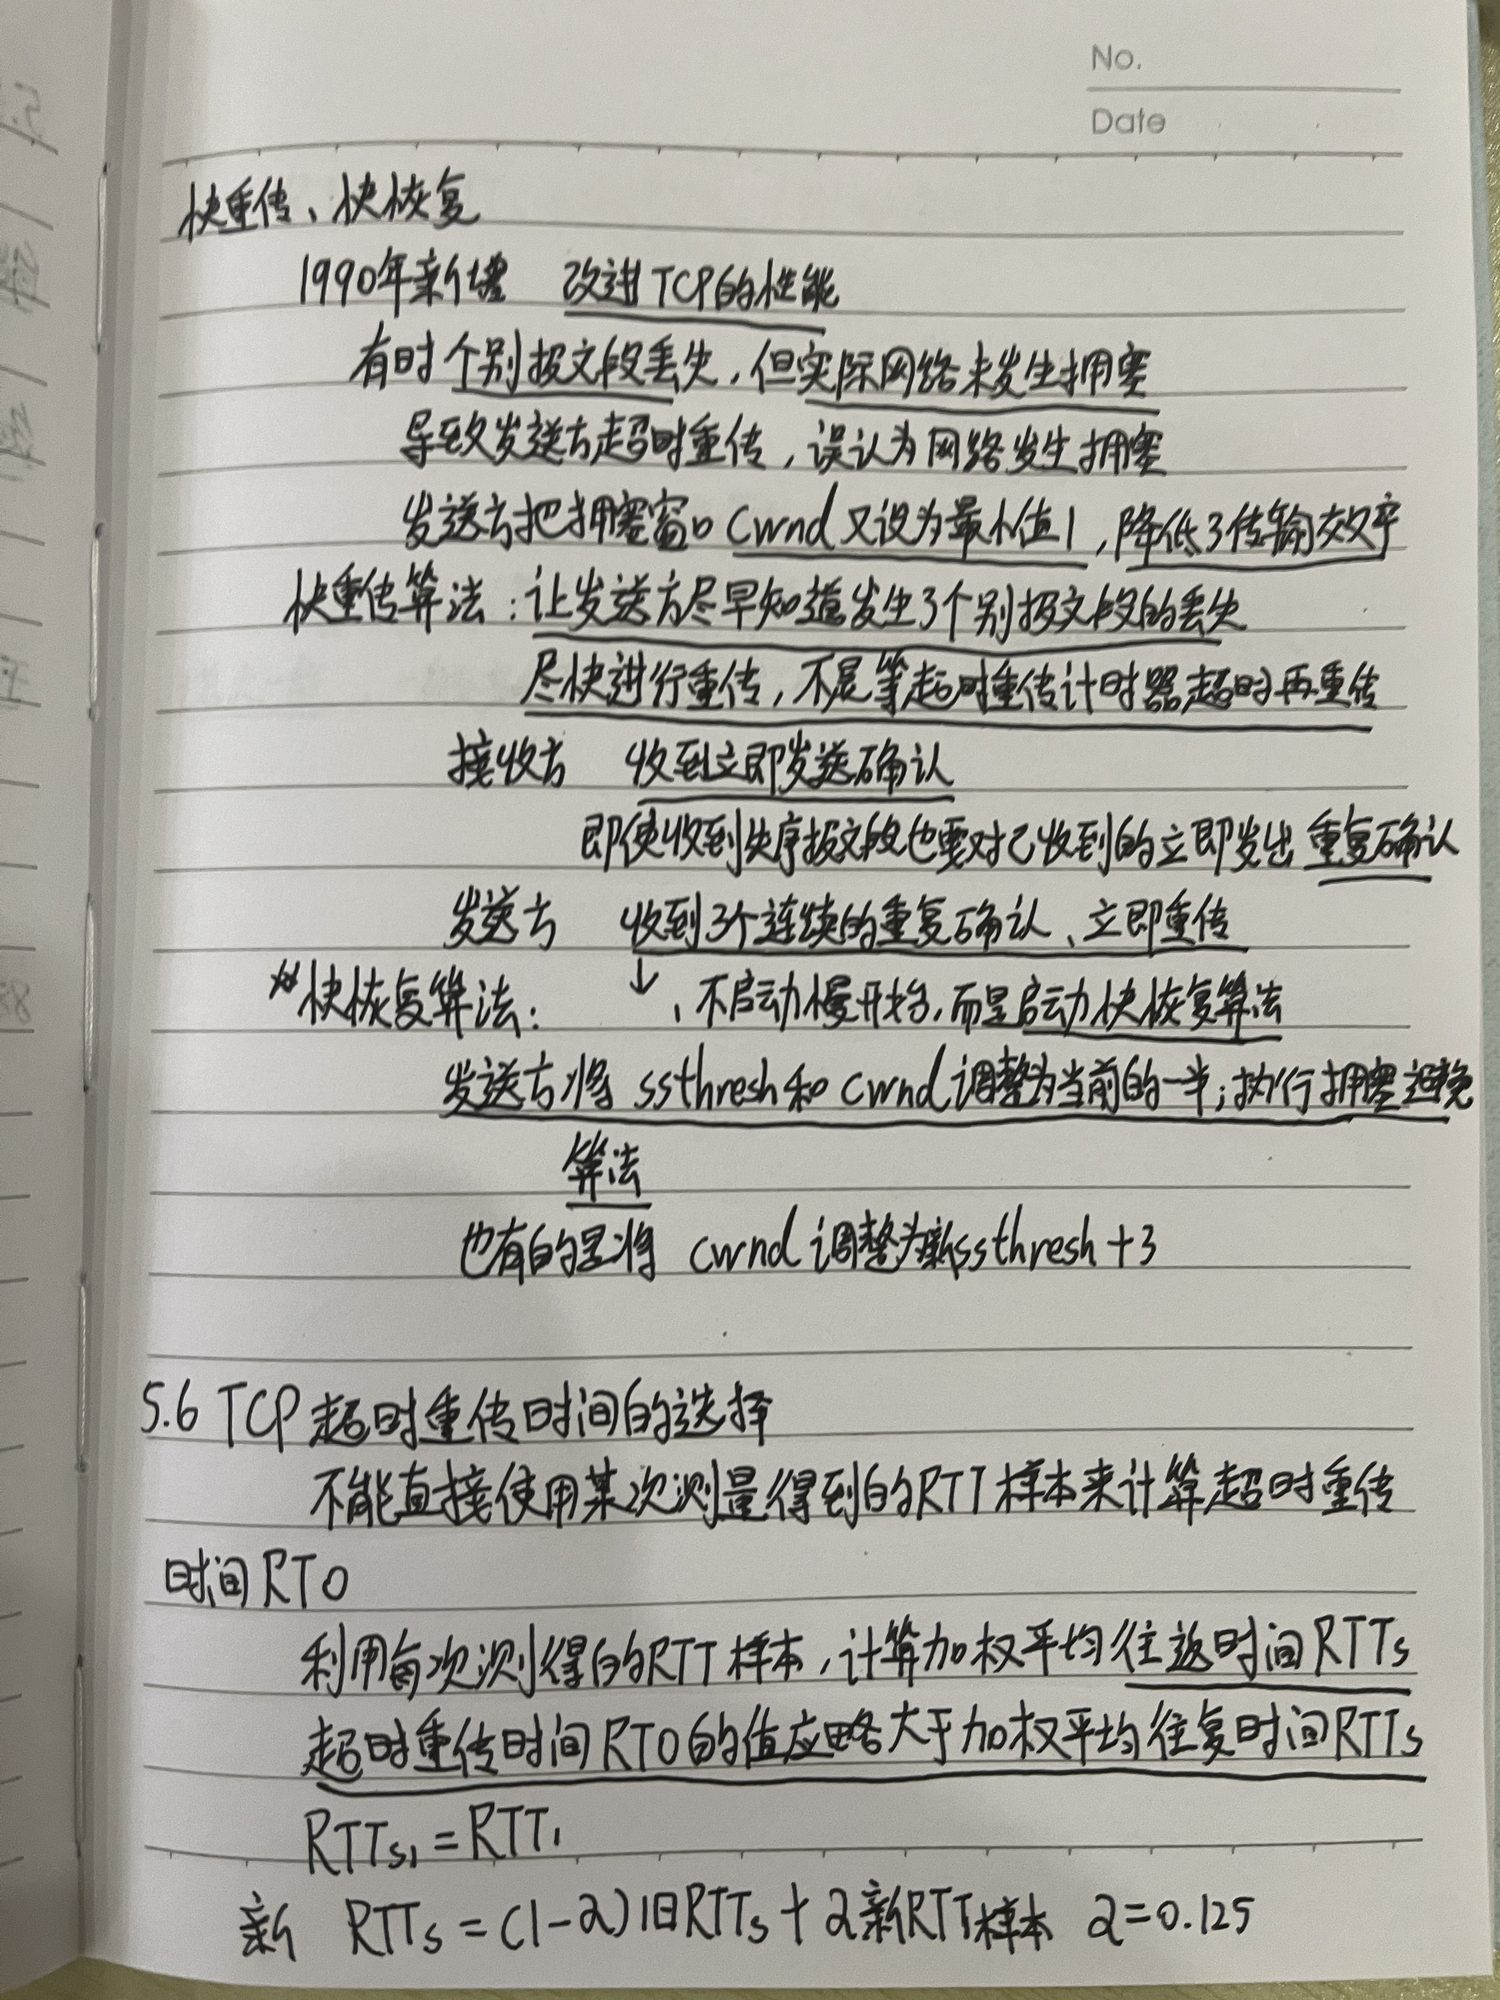 No.
Date
快重传、快恢复
1990年新增 改进TCP的性能
有时个别报文段丢失，但实际网络未发生拥塞
导致发送方超时重传，误认为网络发生拥塞
发送方把拥塞窗口cwnd又设为最小值1，降低了传输效率
快重传算法：让发送方尽早知道发生了个别报文段的丢失
尽快进行重传，不是等超时重传计时器超时再重传
接收方 收到立即发送确认
即使收到失序报文段也要对已收到的立即发出重复确认
发送方 收到3个连续的重复确认、立即重传
**快恢复算法： ↓、不启动慢开始，而是启动快恢复算法
发送方将 ssthresh和cwnd调整为当前的一半；执行拥塞避免
算法
也有的是将 cwnd调整为新ssthresh+3
5.6 TCP超时重传时间的选择
不能直接使用某次测量得到的RTT样本来计算超时重传
时间RTO
利用每次测得的RTT样本，计算加权平均往返时间RTTs
超时重传时间RTO的值应略大于加权平均往复时间RTTs
RTTs₁=RTT₁
新 RTTs=(1-α)旧RTTs+α新RTT样本 α=0.125